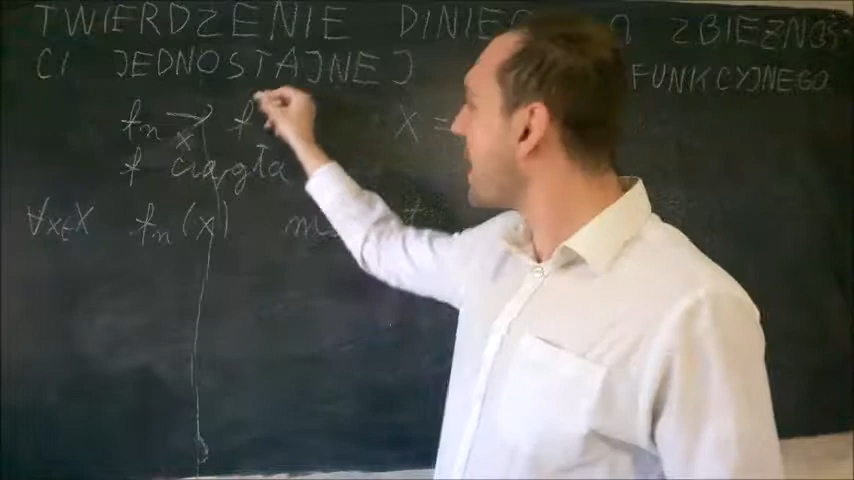 TWIERDZENIE DINIEGO O ZBIEŻNOŚ
CI JEDNOSTAJNEJ FUNKCYJNEGO
fn → f X =
X
f ciągła
∀x∈X fn (x)